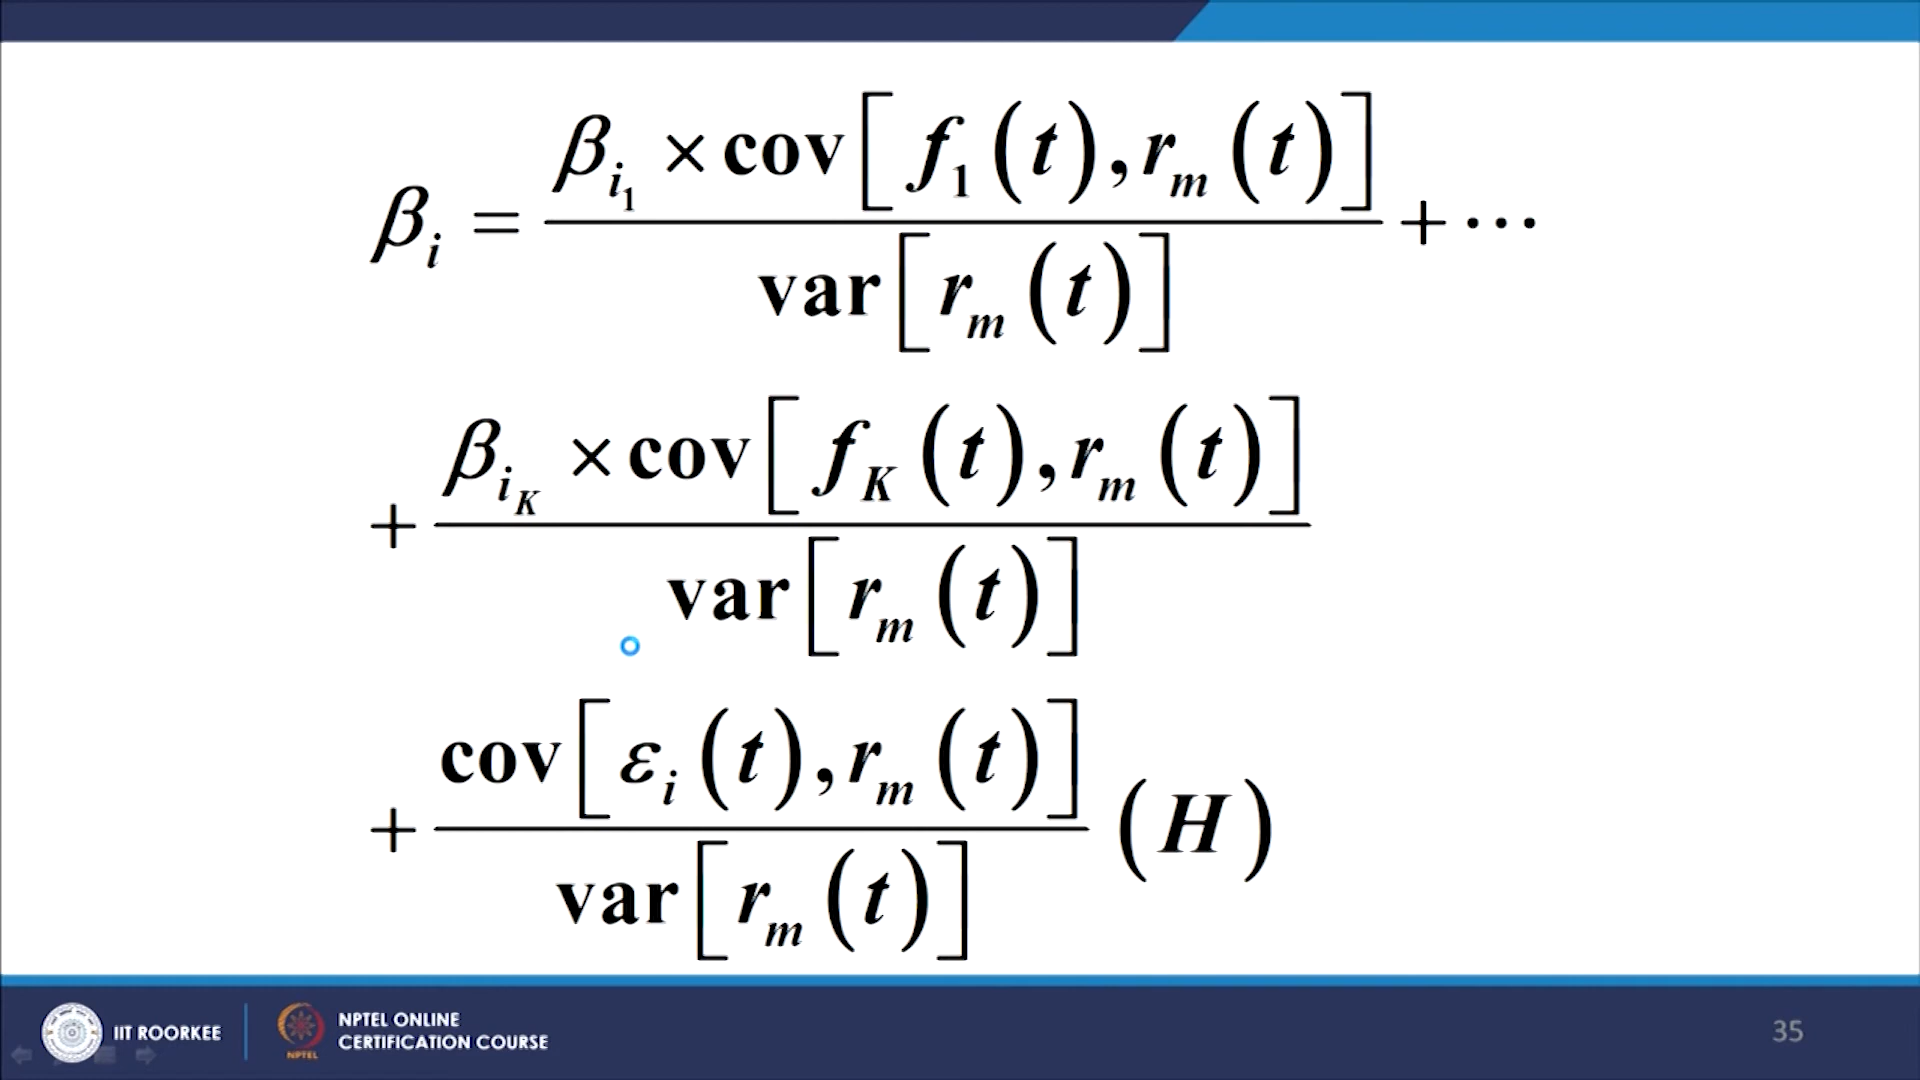 β_i = (β_{i_1} × cov[f_1(t), r_m(t)]) / (var[r_m(t)]) + ⋯
+ (β_{i_K} × cov[f_K(t), r_m(t)]) / (var[r_m(t)])
+ (cov[ε_i(t), r_m(t)]) / (var[r_m(t)]) (H)
IIT ROORKEE
NPTEL
NPTEL ONLINE
CERTIFICATION COURSE
35